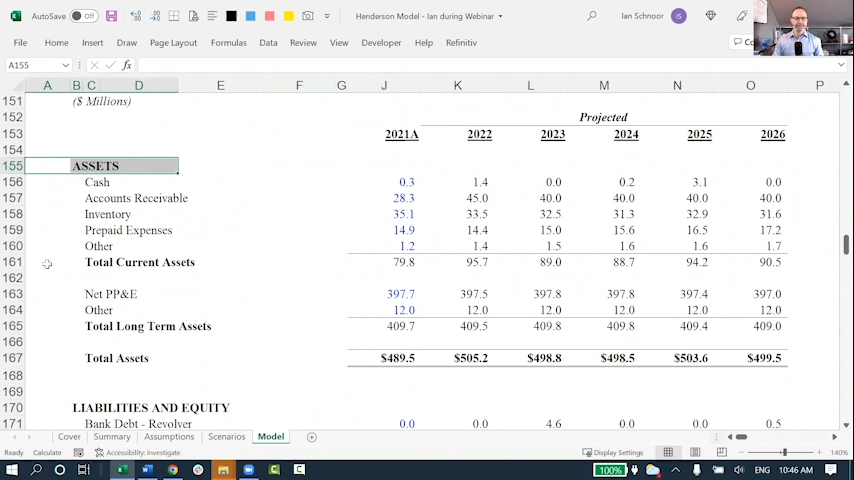 AutoSave Off Henderson Model - Ian during Webinar Ian Schnoor IS
File Home Insert Draw Page Layout Formulas Data Review View Developer Help Refinitiv Co
A155 fx
A B C D E F G J K L M N O P
151 ($ Millions)
152 Projected
153 2021A 2022 2023 2024 2025 2026
154
155 ASSETS
156 Cash 0.3 1.4 0.0 0.2 3.1 0.0
157 Accounts Receivable 28.3 45.0 40.0 40.0 40.0 40.0
158 Inventory 35.1 33.5 32.5 31.3 32.9 31.6
159 Prepaid Expenses 14.9 14.4 15.0 15.6 16.5 17.2
160 Other 1.2 1.4 1.5 1.6 1.6 1.7
161 Total Current Assets 79.8 95.7 89.0 88.7 94.2 90.5
162
163 Net PP&E 397.7 397.5 397.8 397.8 397.4 397.0
164 Other 12.0 12.0 12.0 12.0 12.0 12.0
165 Total Long Term Assets 409.7 409.5 409.8 409.8 409.4 409.0
166
167 Total Assets $489.5 $505.2 $498.8 $498.5 $503.6 $499.5
168
169
170 LIABILITIES AND EQUITY
171 Bank Debt - Revolver 0.0 0.0 4.6 0.0 0.0 0.5
Cover Summary Assumptions Scenarios Model
Ready Calculate Accessibility: Investigate Display Settings 140%
100% ENG 10:46 AM